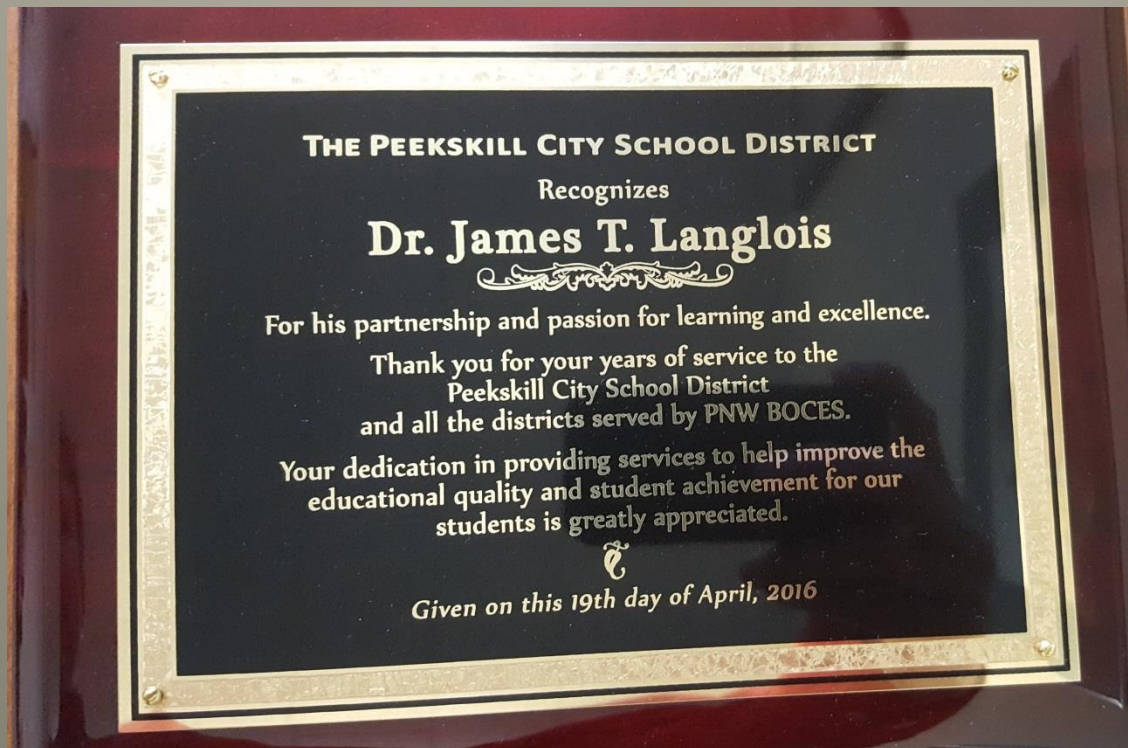 THE PEEKSKILL CITY SCHOOL DISTRICT
Recognizes
Dr. James T. Langlois
For his partnership and passion for learning and excellence.
Thank you for your years of service to the
Peekskill City School District
and all the districts served by PNW BOCES.
Your dedication in providing services to help improve the
educational quality and student achievement for our
students is greatly appreciated.
Given on this 19th day of April, 2016